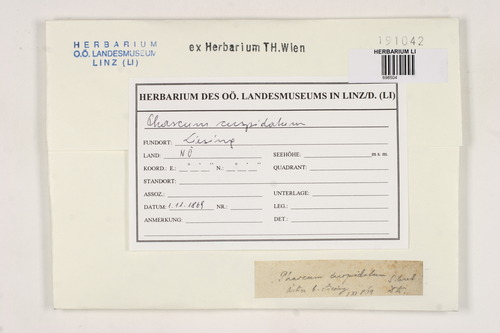 HERBARIUM
O.Ö. LANDESMUSEUM
LINZ (LI)
ex Herbarium TH.Wien
191042
HERBARIUM LI
HERBARIUM DES OÖ. LANDESMUSEUMS IN LINZ/D. (LI)
Phascum cuspidatum
FUNDORT: Liesing
LAND: NÖ SEEHÖHE: m s. m.
KOORD.: E.: ° ' " N.: ° ' " QUADRANT:
STANDORT:
ASSOZ.: UNTERLAGE:
DATUM: 1.11.1869 NR.: LEG.:
ANMERKUNG: DET.:
Phascum cuspidatum Schreb